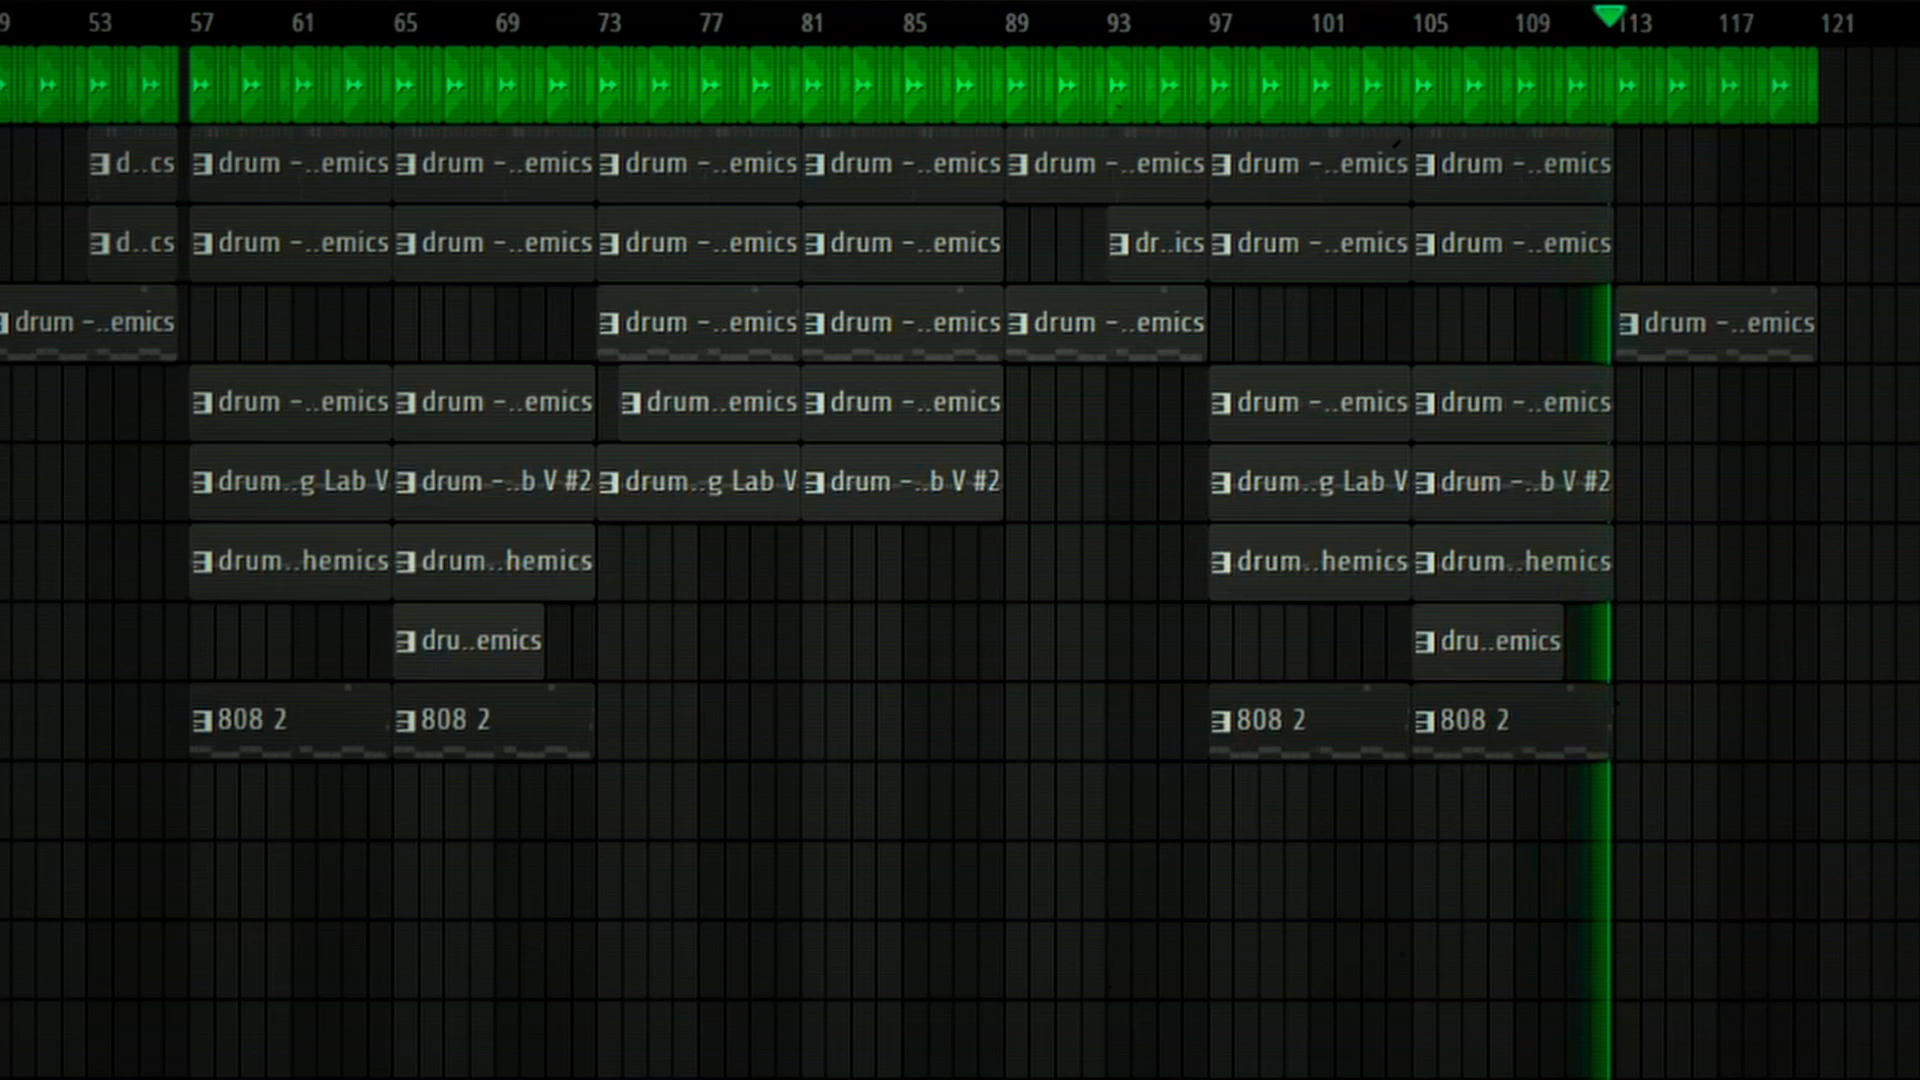 9 53 57 61 65 69 73 77 81 85 89 93 97 101 105 109 113 117 121
d..cs drum -..emics drum -..emics drum -..emics drum -..emics drum -..emics drum -..emics drum -..emics
d..cs drum -..emics drum -..emics drum -..emics drum -..emics dr..ics drum -..emics drum -..emics
drum -..emics drum -..emics drum -..emics drum -..emics drum -..emics
drum -..emics drum -..emics drum..emics drum -..emics drum -..emics drum -..emics
drum..g Lab V drum -..b V #2 drum..g Lab V drum -..b V #2 drum..g Lab V drum -..b V #2
drum..hemics drum..hemics drum..hemics drum..hemics
dru..emics dru..emics
808 2 808 2 808 2 808 2